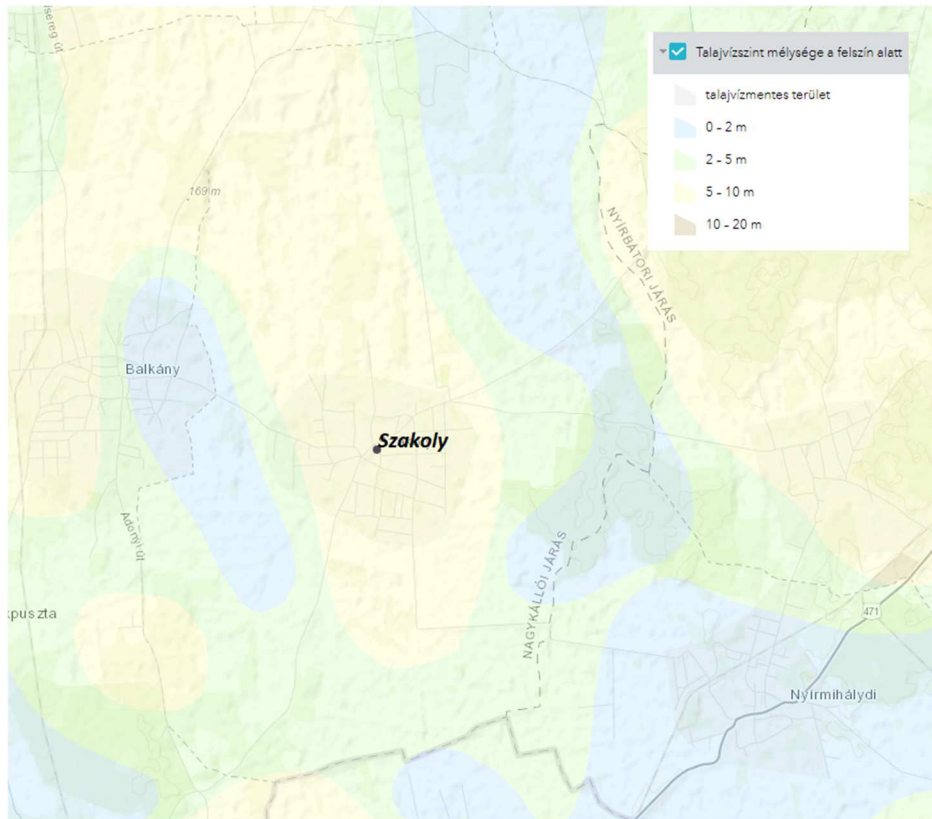 Talajvízszint mélysége a felszín alatt
talajvízmentes terület
0 - 2 m
2 - 5 m
5 - 10 m
10 - 20 m
169 m
NYÍRBÁTORI JÁRÁS
Balkány
Szakoly
Adonyi út
NAGYKÁLLÓI JÁRÁS
kpuszta
471
Nyírmihálydi